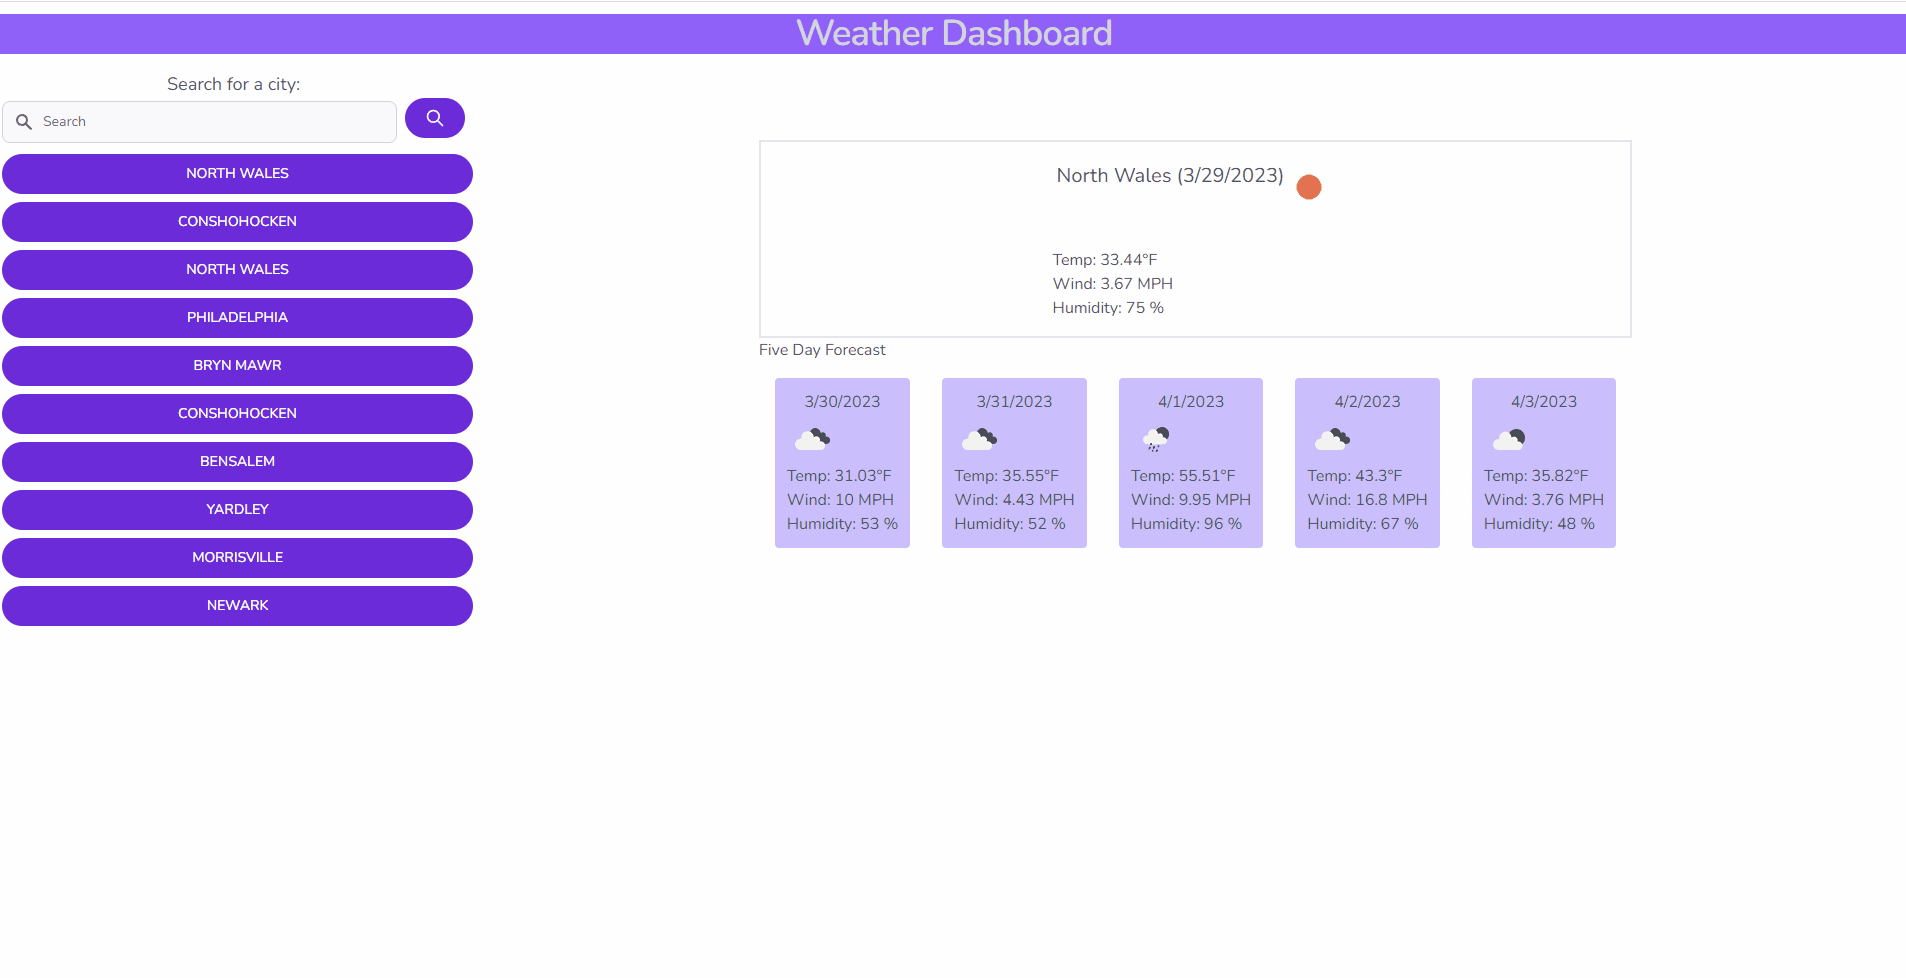 Weather Dashboard
Search for a city:
Search
NORTH WALES
CONSHOHOCKEN
NORTH WALES
PHILADELPHIA
BRYN MAWR
CONSHOHOCKEN
BENSALEM
YARDLEY
MORRISVILLE
NEWARK
North Wales (3/29/2023)
Temp: 33.44°F
Wind: 3.67 MPH
Humidity: 75 %
Five Day Forecast
3/30/2023
Temp: 31.03°F
Wind: 10 MPH
Humidity: 53 %
3/31/2023
Temp: 35.55°F
Wind: 4.43 MPH
Humidity: 52 %
4/1/2023
Temp: 55.51°F
Wind: 9.95 MPH
Humidity: 96 %
4/2/2023
Temp: 43.3°F
Wind: 16.8 MPH
Humidity: 67 %
4/3/2023
Temp: 35.82°F
Wind: 3.76 MPH
Humidity: 48 %